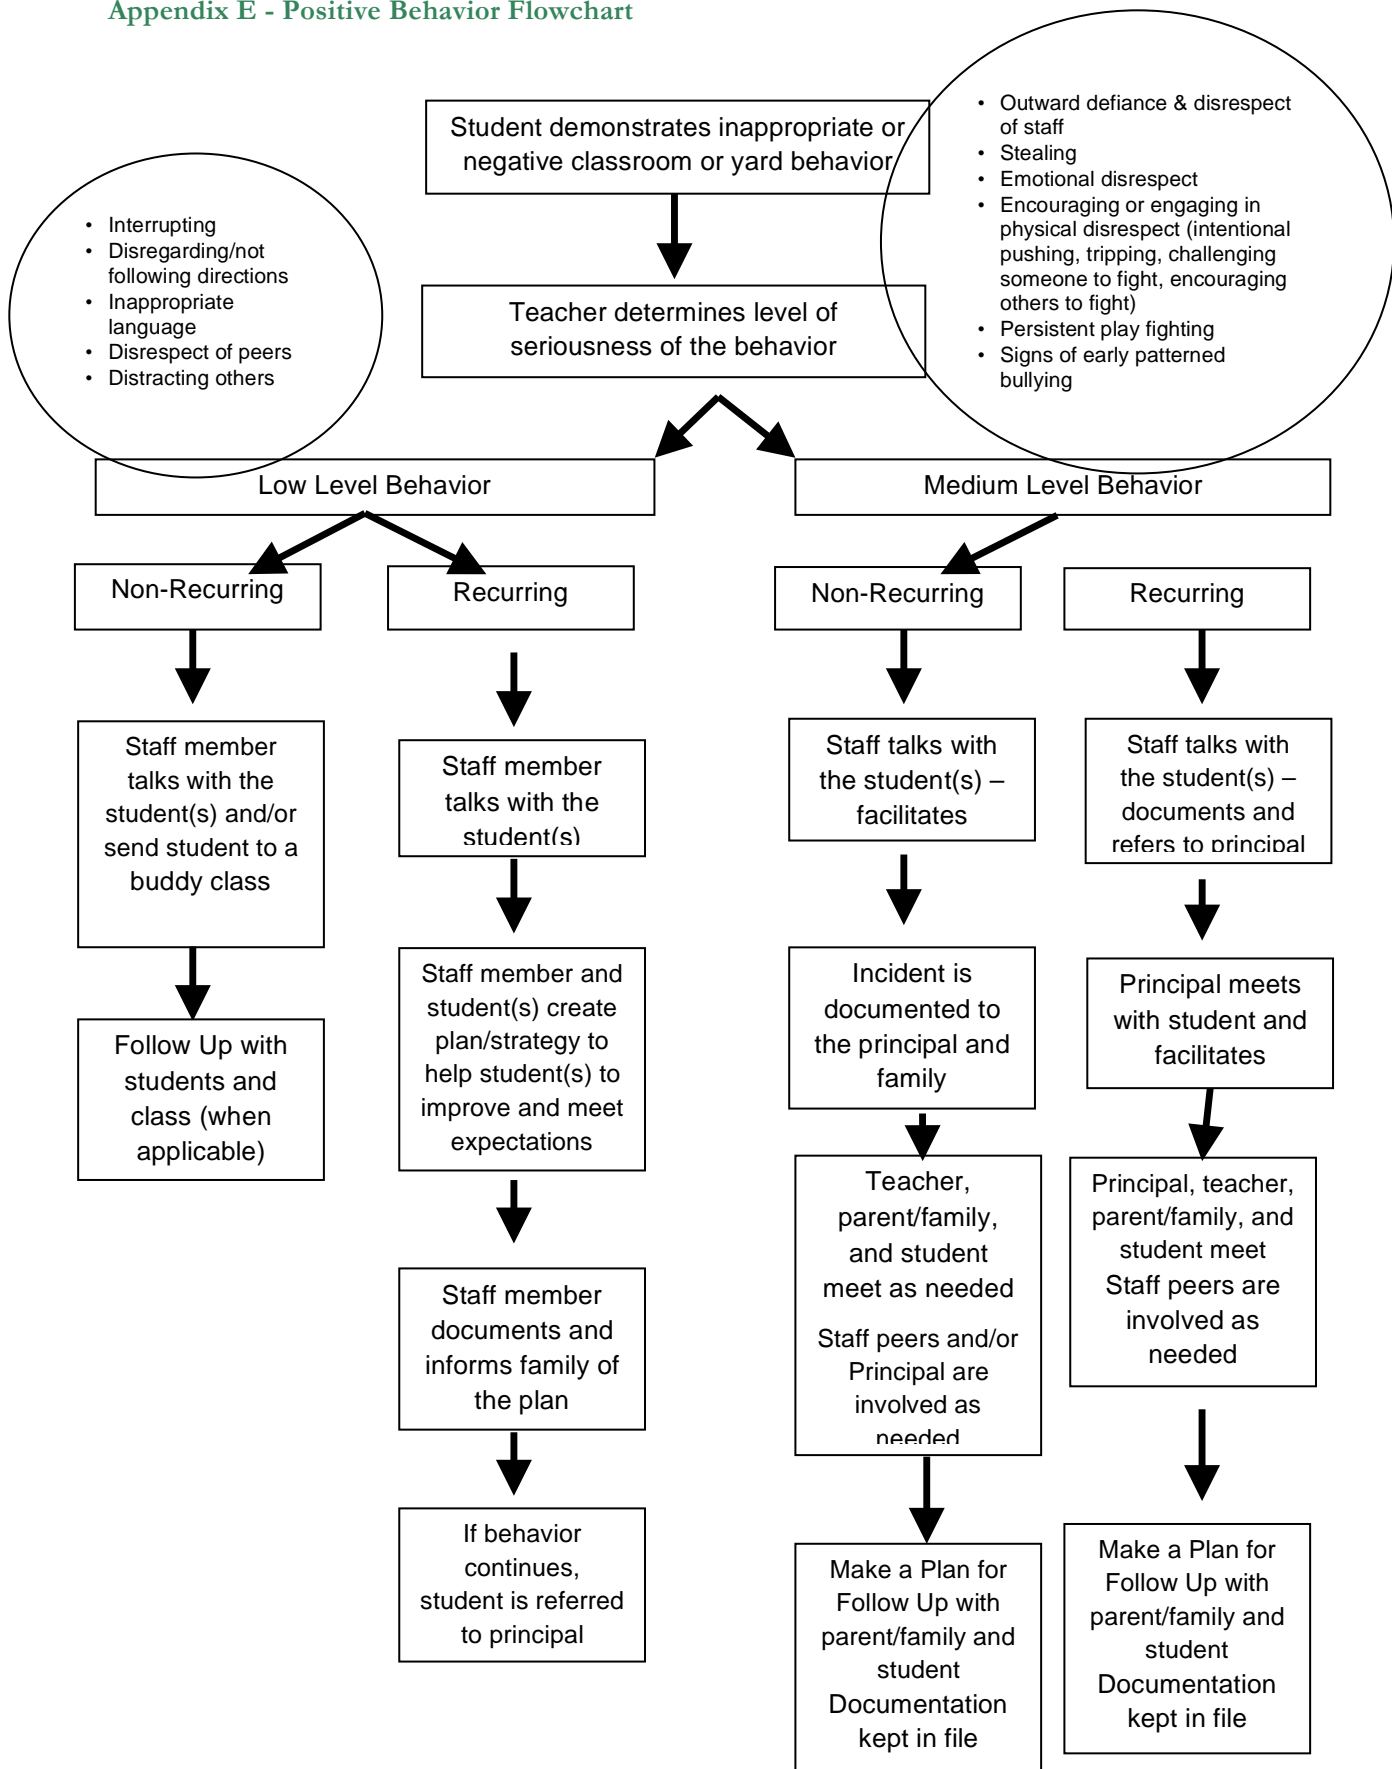 Appendix E - Positive Behavior Flowchart
Student demonstrates inappropriate or
negative classroom or yard behavior
• Outward defiance & disrespect
of staff
• Stealing
• Emotional disrespect
• Encouraging or engaging in
physical disrespect (intentional
pushing, tripping, challenging
someone to fight, encouraging
others to fight)
• Persistent play fighting
• Signs of early patterned
bullying
• Interrupting
• Disregarding/not
following directions
• Inappropriate
language
• Disrespect of peers
• Distracting others
Teacher determines level of
seriousness of the behavior
Low Level Behavior
Medium Level Behavior
Non-Recurring
Recurring
Non-Recurring
Recurring
Staff member
talks with the
student(s) and/or
send student to a
buddy class
Follow Up with
students and
class (when
applicable)
Staff member
talks with the
student(s)
Staff member and
student(s) create
plan/strategy to
help student(s) to
improve and meet
expectations
Staff member
documents and
informs family of
the plan
If behavior
continues,
student is referred
to principal
Staff talks with
the student(s) –
facilitates
Incident is
documented to
the principal and
family
Teacher,
parent/family,
and student
meet as needed
Staff peers and/or
Principal are
involved as
needed
Make a Plan for
Follow Up with
parent/family and
student
Documentation
kept in file
Staff talks with
the student(s) –
documents and
refers to principal
Principal meets
with student and
facilitates
Principal, teacher,
parent/family, and
student meet
Staff peers are
involved as
needed
Make a Plan for
Follow Up with
parent/family and
student
Documentation
kept in file